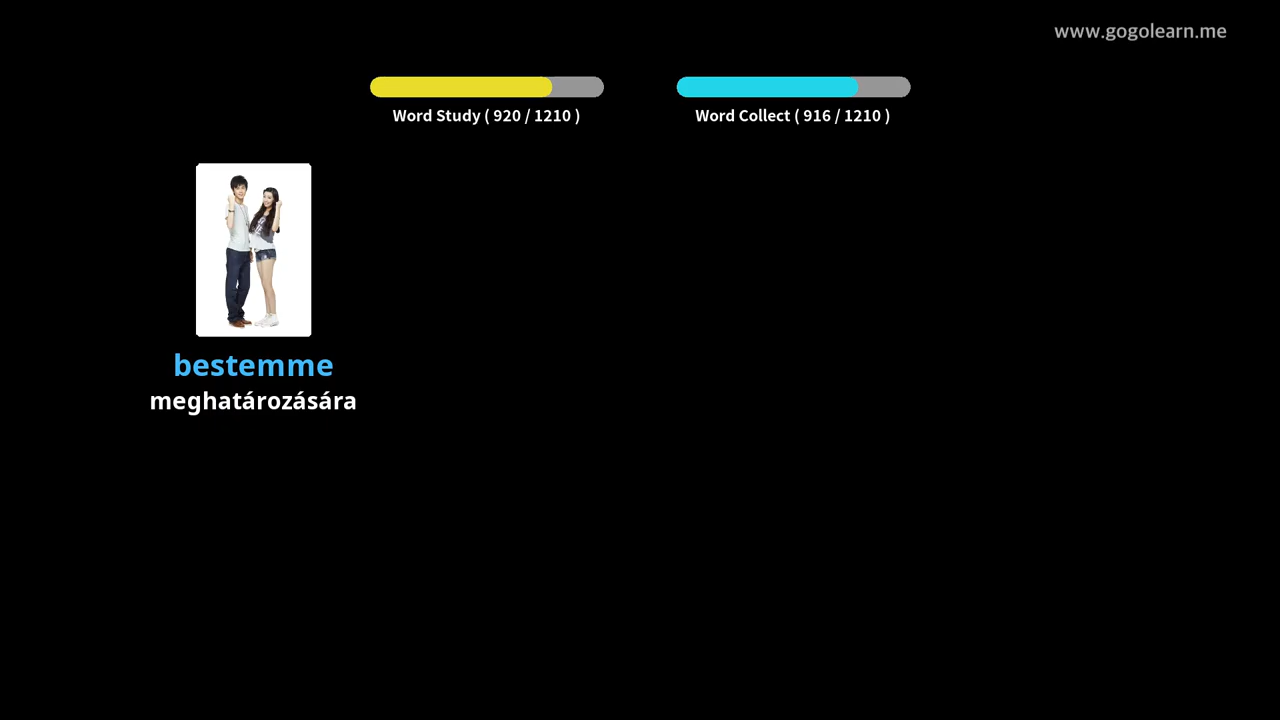 www.gogolearn.me
Word Study ( 920 / 1210 )
Word Collect ( 916 / 1210 )
bestemme
meghatározására